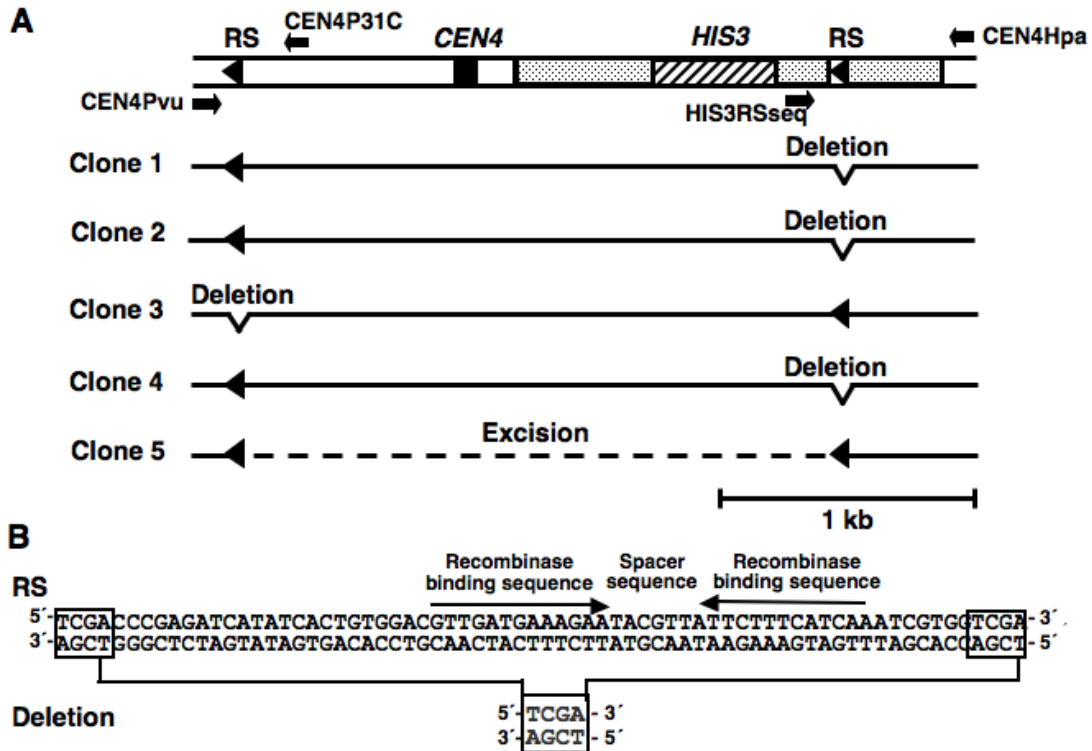 A
CEN4P31C
RS
CEN4
HIS3
RS
CEN4Hpa
CEN4Pvu
HIS3RSseq
Clone 1
Deletion
Clone 2
Deletion
Clone 3
Deletion
Clone 4
Deletion
Clone 5
Excision
1 kb
B
RS
Recombinase binding sequence
Spacer sequence
Recombinase binding sequence
5´-TCGACCCGAGATCATATCACTGTGGACGTTGATGAAAGAATACGTTATTCTTTCATCAAATCGTGGTCGA-3´
3´-AGCTGGGCTCTAGTATAGTGACACCTGCAACTACTTTCTTATGCAATAAGAAAGTAGTTTAGCACCAGCT-5´
Deletion
5´-TCGA-3´
3´-AGCT-5´